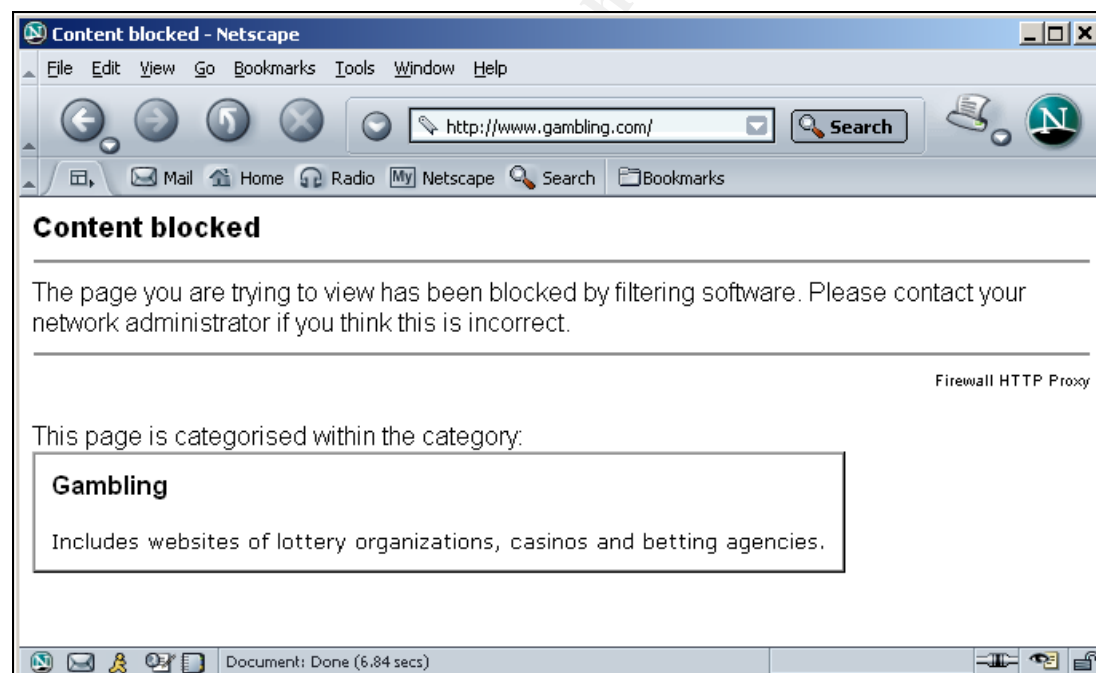 Content blocked - Netscape
File Edit View Go Bookmarks Tools Window Help
http://www.gambling.com/ Search
Mail Home Radio My Netscape Search Bookmarks
Content blocked
The page you are trying to view has been blocked by filtering software. Please contact your
network administrator if you think this is incorrect.
Firewall HTTP Proxy
This page is categorised within the category:
Gambling
Includes websites of lottery organizations, casinos and betting agencies.
Document: Done (6.84 secs)